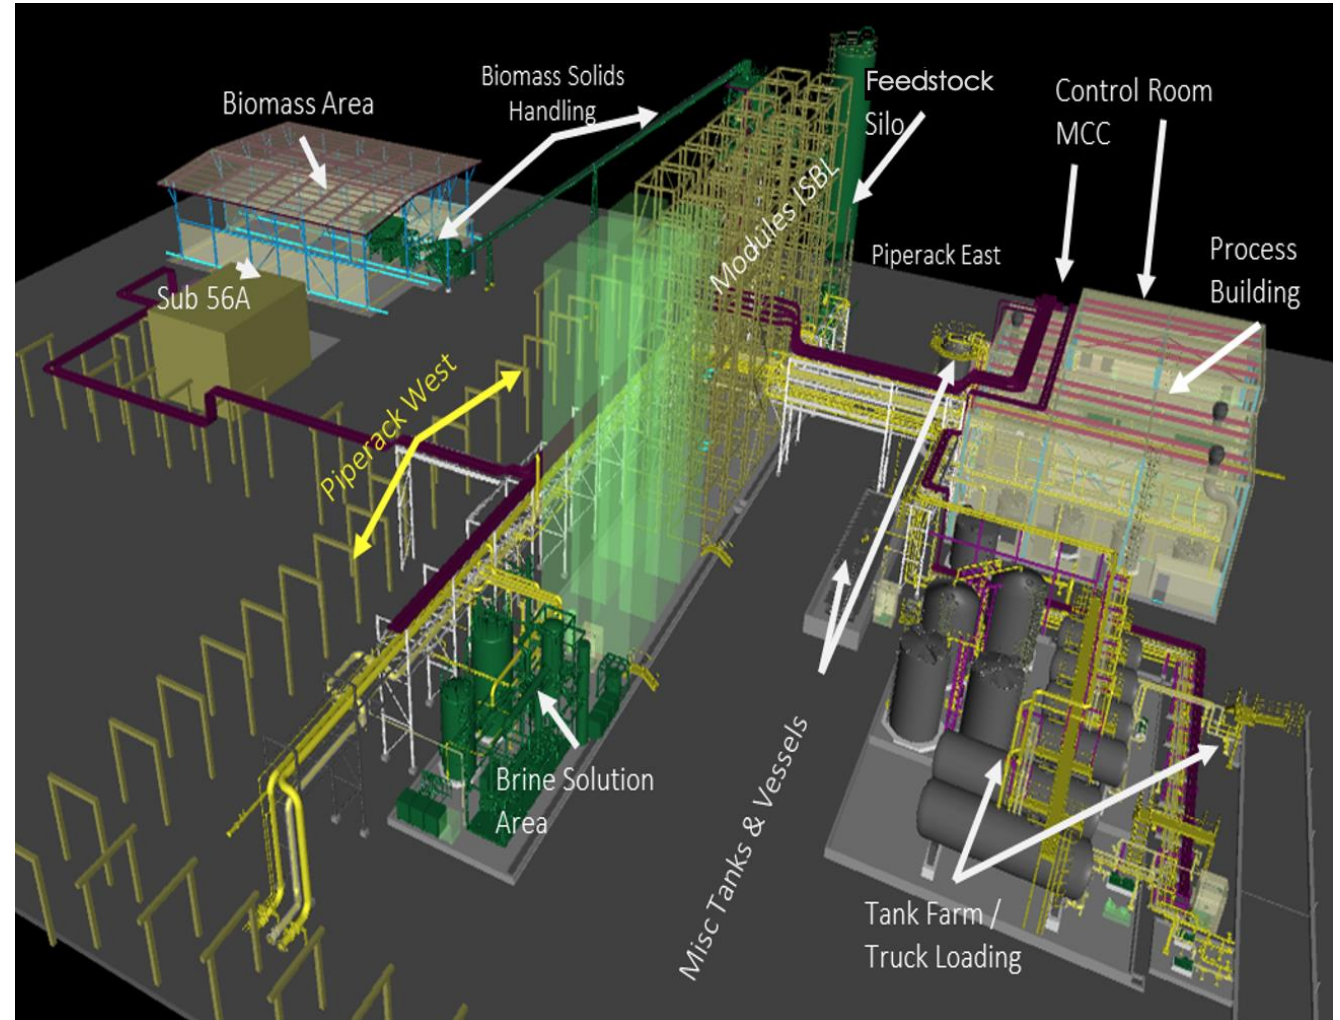 Biomass Solids
Handling
Biomass Area
Feedstock
Silo
Control Room
MCC
Modules ISBL
Piperack East
Process
Building
Sub 56A
Piperack West
Brine Solution
Area
Misc Tanks & Vessels
Tank Farm /
Truck Loading